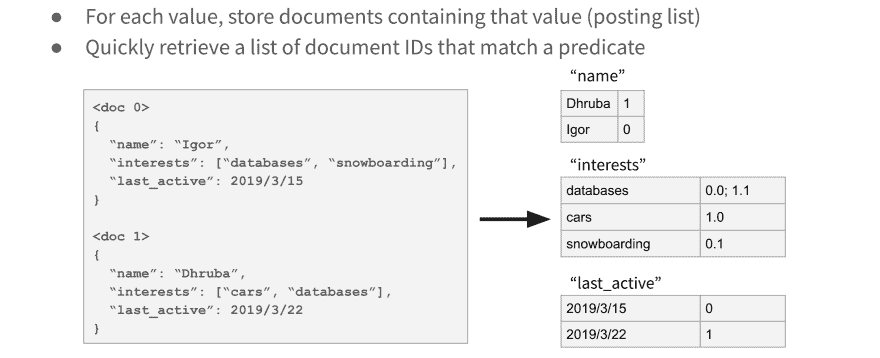 ● For each value, store documents containing that value (posting list)
● Quickly retrieve a list of document IDs that match a predicate
<doc 0>
{
“name”: “Igor”,
“interests”: [“databases”, “snowboarding”],
“last_active”: 2019/3/15
}
<doc 1>
{
“name”: “Dhruba”,
“interests”: [“cars”, “databases”],
“last_active”: 2019/3/22
}
“name”
Dhruba 1
Igor 0
“interests”
databases 0.0; 1.1
cars 1.0
snowboarding 0.1
“last_active”
2019/3/15 0
2019/3/22 1